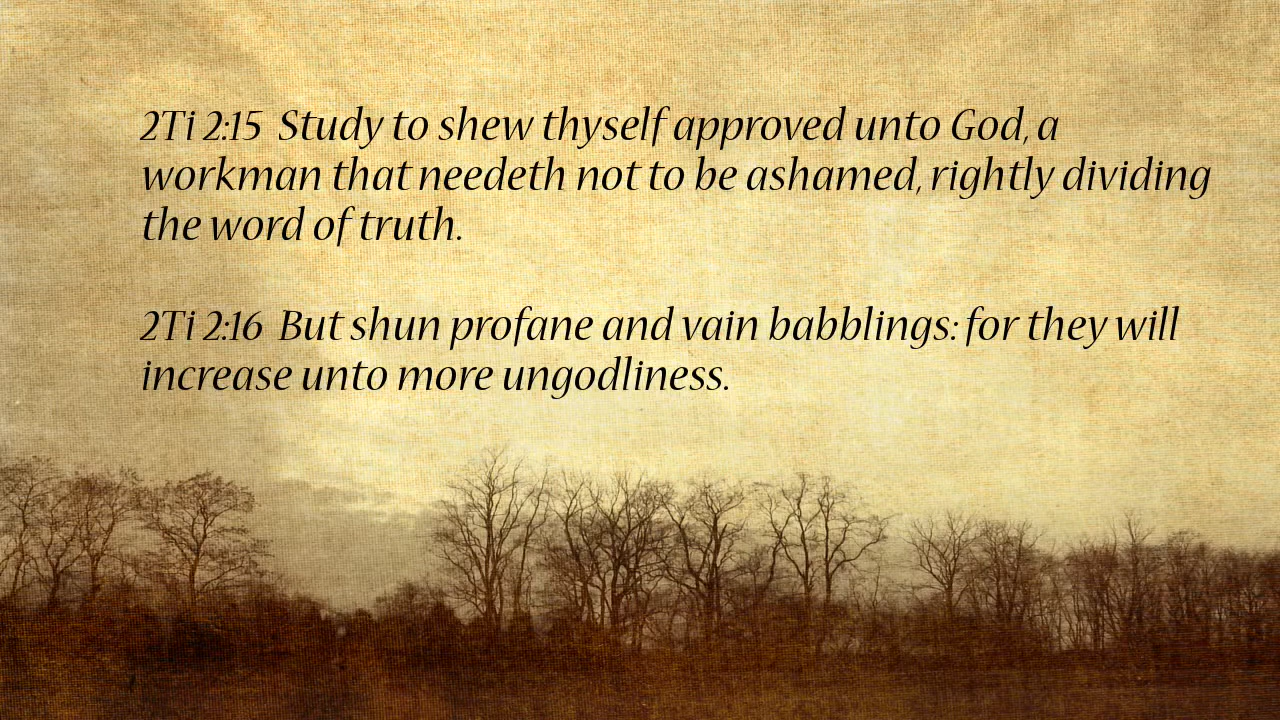 2Ti 2:15 Study to shew thyself approved unto God, a
workman that needeth not to be ashamed, rightly dividing
the word of truth.
2Ti 2:16 But shun profane and vain babblings: for they will
increase unto more ungodliness.